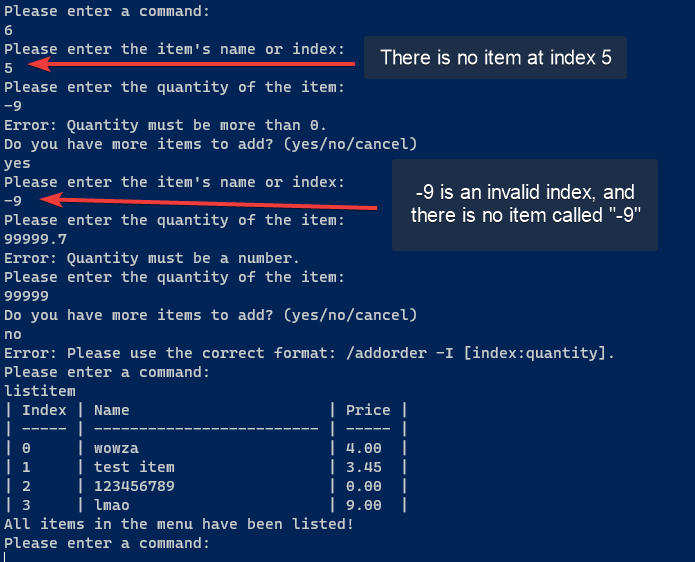 Please enter a command:
6
Please enter the item's name or index:
5
There is no item at index 5
Please enter the quantity of the item:
-9
Error: Quantity must be more than 0.
Do you have more items to add? (yes/no/cancel)
yes
Please enter the item's name or index:
-9
-9 is an invalid index, and
there is no item called "-9"
Please enter the quantity of the item:
99999.7
Error: Quantity must be a number.
Please enter the quantity of the item:
99999
Do you have more items to add? (yes/no/cancel)
no
Error: Please use the correct format: /addorder -I [index:quantity].
Please enter a command:
listitem
| Index | Name                      | Price |
| ----- | ------------------------- | ----- |
| 0     | wowza                     | 4.00  |
| 1     | test item                 | 3.45  |
| 2     | 123456789                 | 0.00  |
| 3     | lmao                      | 9.00  |
All items in the menu have been listed!
Please enter a command: